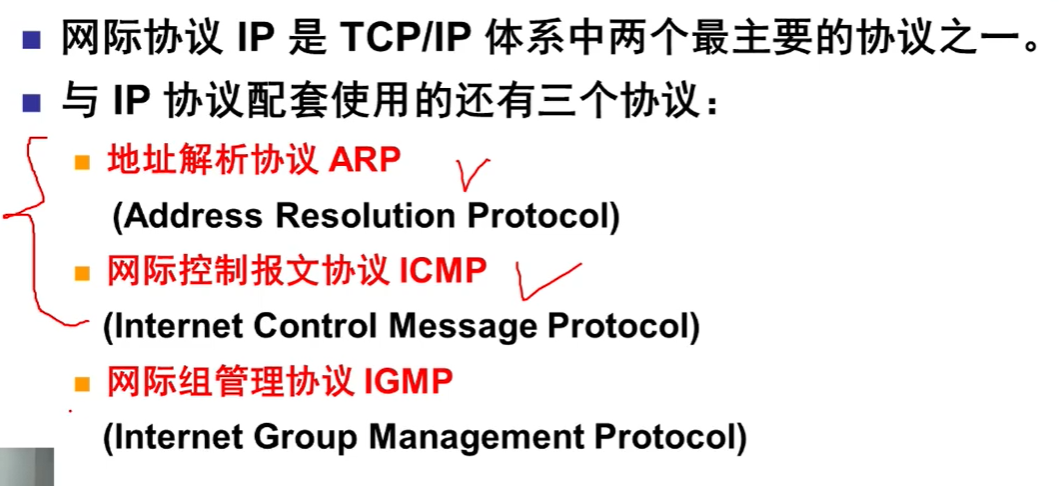 网际协议 IP 是 TCP/IP 体系中两个最主要的协议之一。
与 IP 协议配套使用的还有三个协议：
地址解析协议 ARP
(Address Resolution Protocol)
网际控制报文协议 ICMP
(Internet Control Message Protocol)
网际组管理协议 IGMP
(Internet Group Management Protocol)